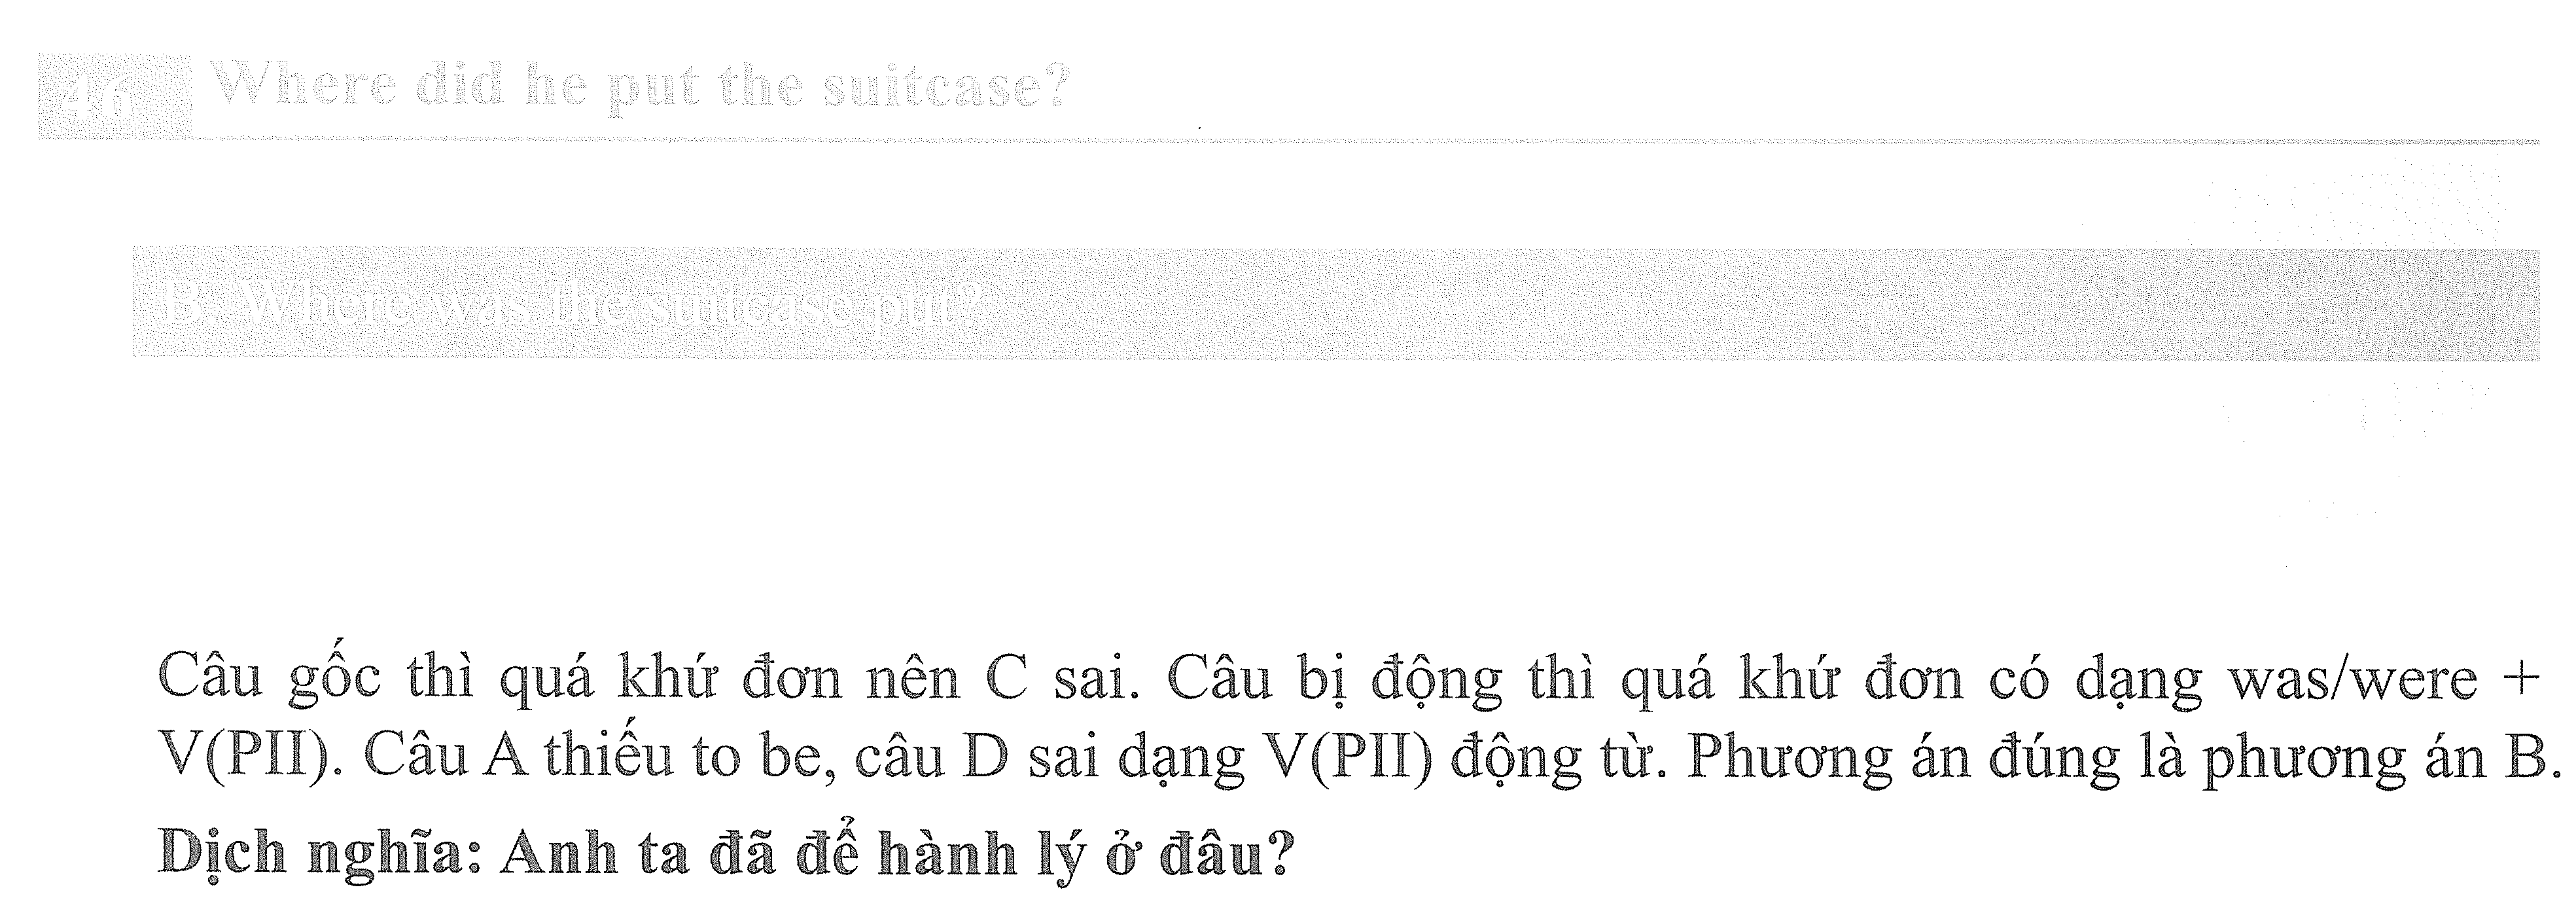 46 Where did he put the suitcase?
B. Where was the suitcase put?
Câu gốc thì quá khứ đơn nên C sai. Câu bị động thì quá khứ đơn có dạng was/were +
V(PII). Câu A thiếu to be, câu D sai dạng V(PII) động từ. Phương án đúng là phương án B.
Dịch nghĩa: Anh ta đã để hành lý ở đâu?